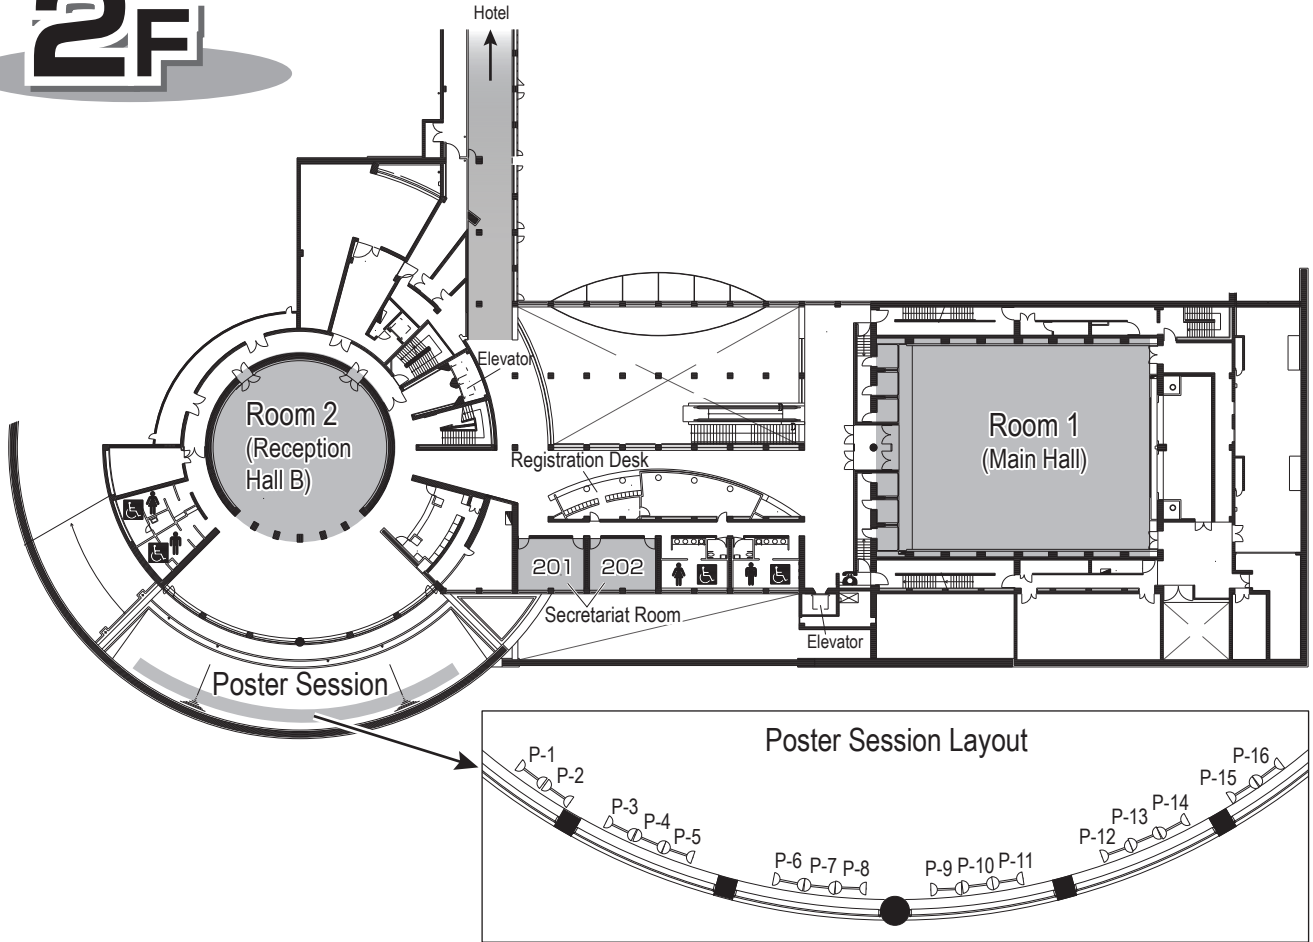 2F
Hotel
Elevator
Room 2
(Reception
Hall B)
Room 1
(Main Hall)
Registration Desk
201
202
Secretariat Room
Elevator
Poster Session
Poster Session Layout
P-1
P-2
P-3
P-4
P-5
P-6
P-7
P-8
P-9
P-10
P-11
P-12
P-13
P-14
P-15
P-16